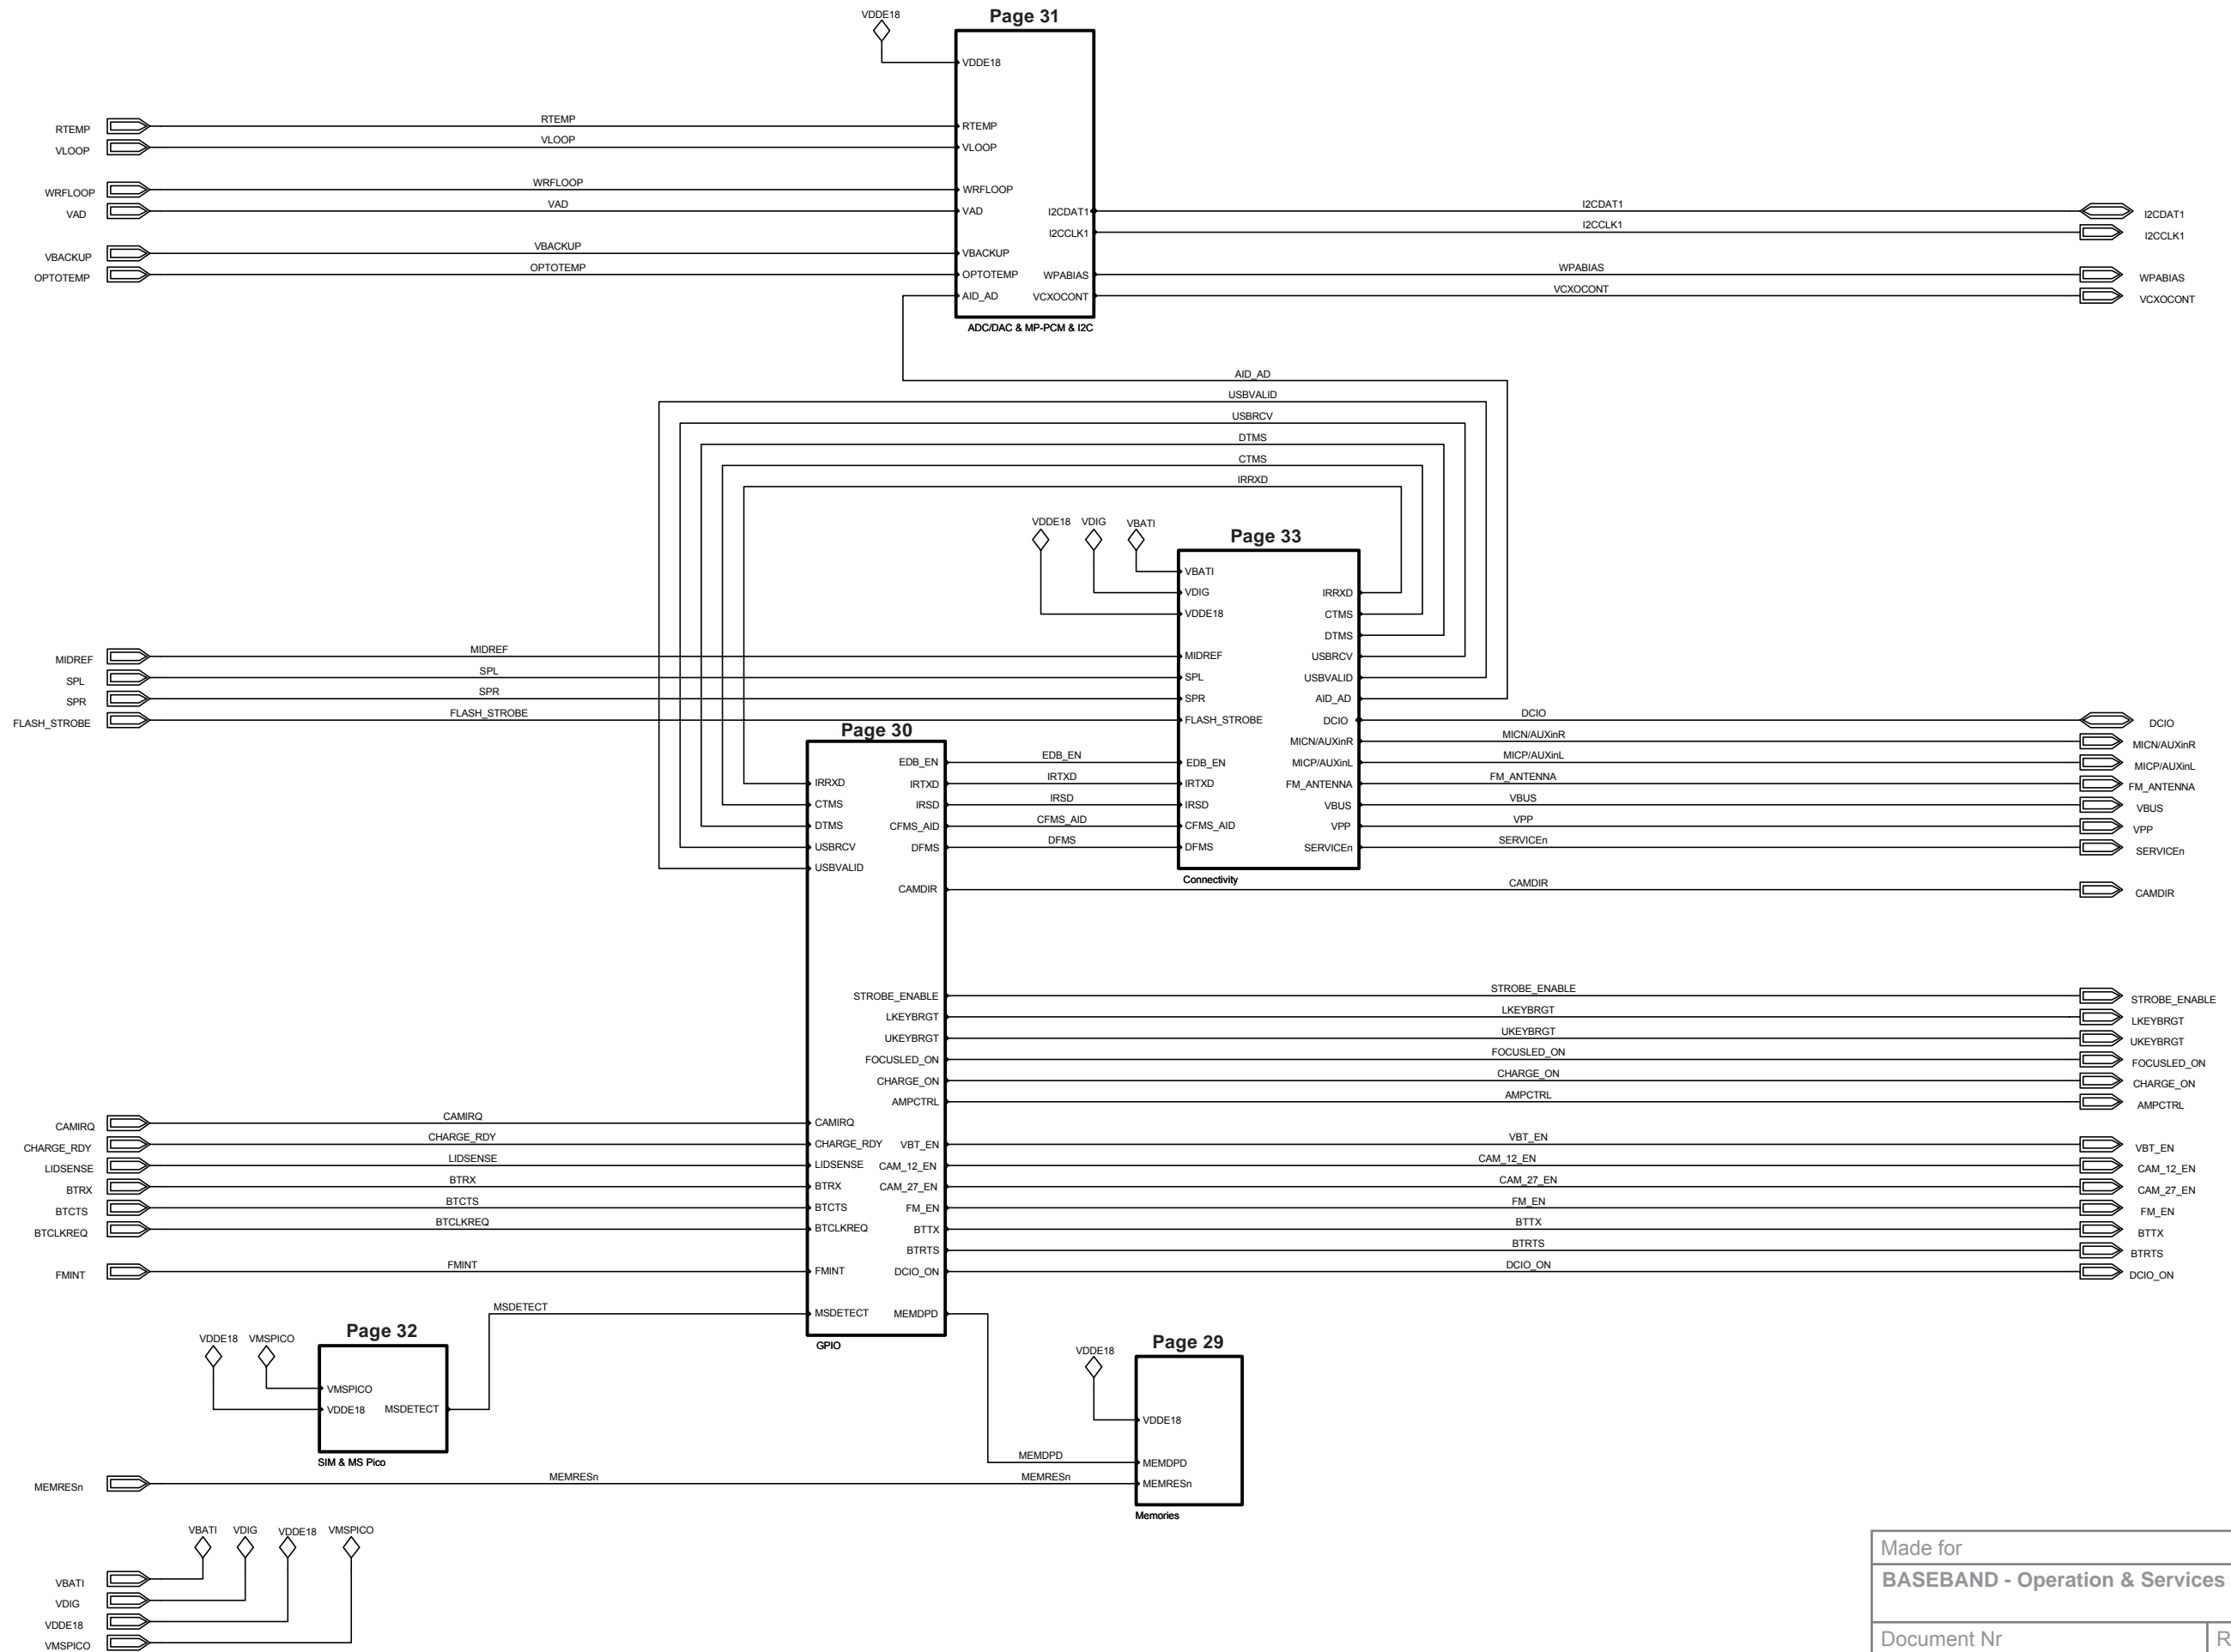 VDDE18
Page 31
VDDE18
RTEMP RTEMP RTEMP
VLOOP VLOOP VLOOP
WRFLOOP WRFLOOP WRFLOOP
VAD VAD VAD I2CDAT1 I2CDAT1 I2CDAT1
I2CCLK1 I2CCLK1 I2CCLK1
VBACKUP VBACKUP VBACKUP
OPTOTEMP OPTOTEMP OPTOTEMP WPABIAS WPABIAS WPABIAS
AID_AD VCXOCONT VCXOCONT VCXOCONT
ADC/DAC & MP-PCM & I2C
AID_AD
USBVALID
USBRCV
DTMS
CTMS
IRRXD
VDDE18 VDIG VBATI
Page 33
VBATI
VDIG IRRXD
VDDE18 CTMS
DTMS
MIDREF MIDREF MIDREF USBRCV
SPL SPL SPL USBVALID
SPR SPR SPR AID_AD
FLASH_STROBE FLASH_STROBE FLASH_STROBE DCIO DCIO DCIO
Page 30
MICN/AUXinR MICN/AUXinR MICN/AUXinR
EDB_EN EDB_EN EDB_EN MICP/AUXinL MICP/AUXinL MICP/AUXinL
IRRXD IRTXD IRTXD IRTXD FM_ANTENNA FM_ANTENNA FM_ANTENNA
CTMS IRSD IRSD IRSD VBUS VBUS VBUS
DTMS CFMS_AID CFMS_AID CFMS_AID VPP VPP VPP
USBRCV DFMS DFMS DFMS SERVICEn SERVICEn SERVICEn
USBVALID
Connectivity
CAMDIR CAMDIR CAMDIR
STROBE_ENABLE STROBE_ENABLE STROBE_ENABLE
LKEYBRGT LKEYBRGT LKEYBRGT
UKEYBRGT UKEYBRGT UKEYBRGT
FOCUSLED_ON FOCUSLED_ON FOCUSLED_ON
CHARGE_ON CHARGE_ON CHARGE_ON
AMPCTRL AMPCTRL AMPCTRL
CAMIRQ CAMIRQ CAMIRQ
CHARGE_RDY CHARGE_RDY CHARGE_RDY VBT_EN VBT_EN VBT_EN
LIDSENSE LIDSENSE LIDSENSE CAM_12_EN CAM_12_EN CAM_12_EN
BTRX BTRX BTRX CAM_27_EN CAM_27_EN CAM_27_EN
BTCTS BTCTS BTCTS FM_EN FM_EN FM_EN
BTCLKREQ BTCLKREQ BTCLKREQ BTTX BTTX BTTX
BTRTS BTRTS BTRTS
FMINT FMINT FMINT DCIO_ON DCIO_ON DCIO_ON
MSDETECT MSDETECT MEMDPD
GPIO
VDDE18 VMSPICO Page 32
VMSPICO
VDDE18 MSDETECT
SIM & MS Pico
VDDE18 Page 29
VDDE18
MEMDPD MEMDPD
MEMRESn MEMRESn MEMRESn MEMRESn
Memories
VBATI VDIG VDDE18 VMSPICO
VBATI
VDIG
VDDE18
VMSPICO
Made for
BASEBAND - Operation & Services
Document Nr R